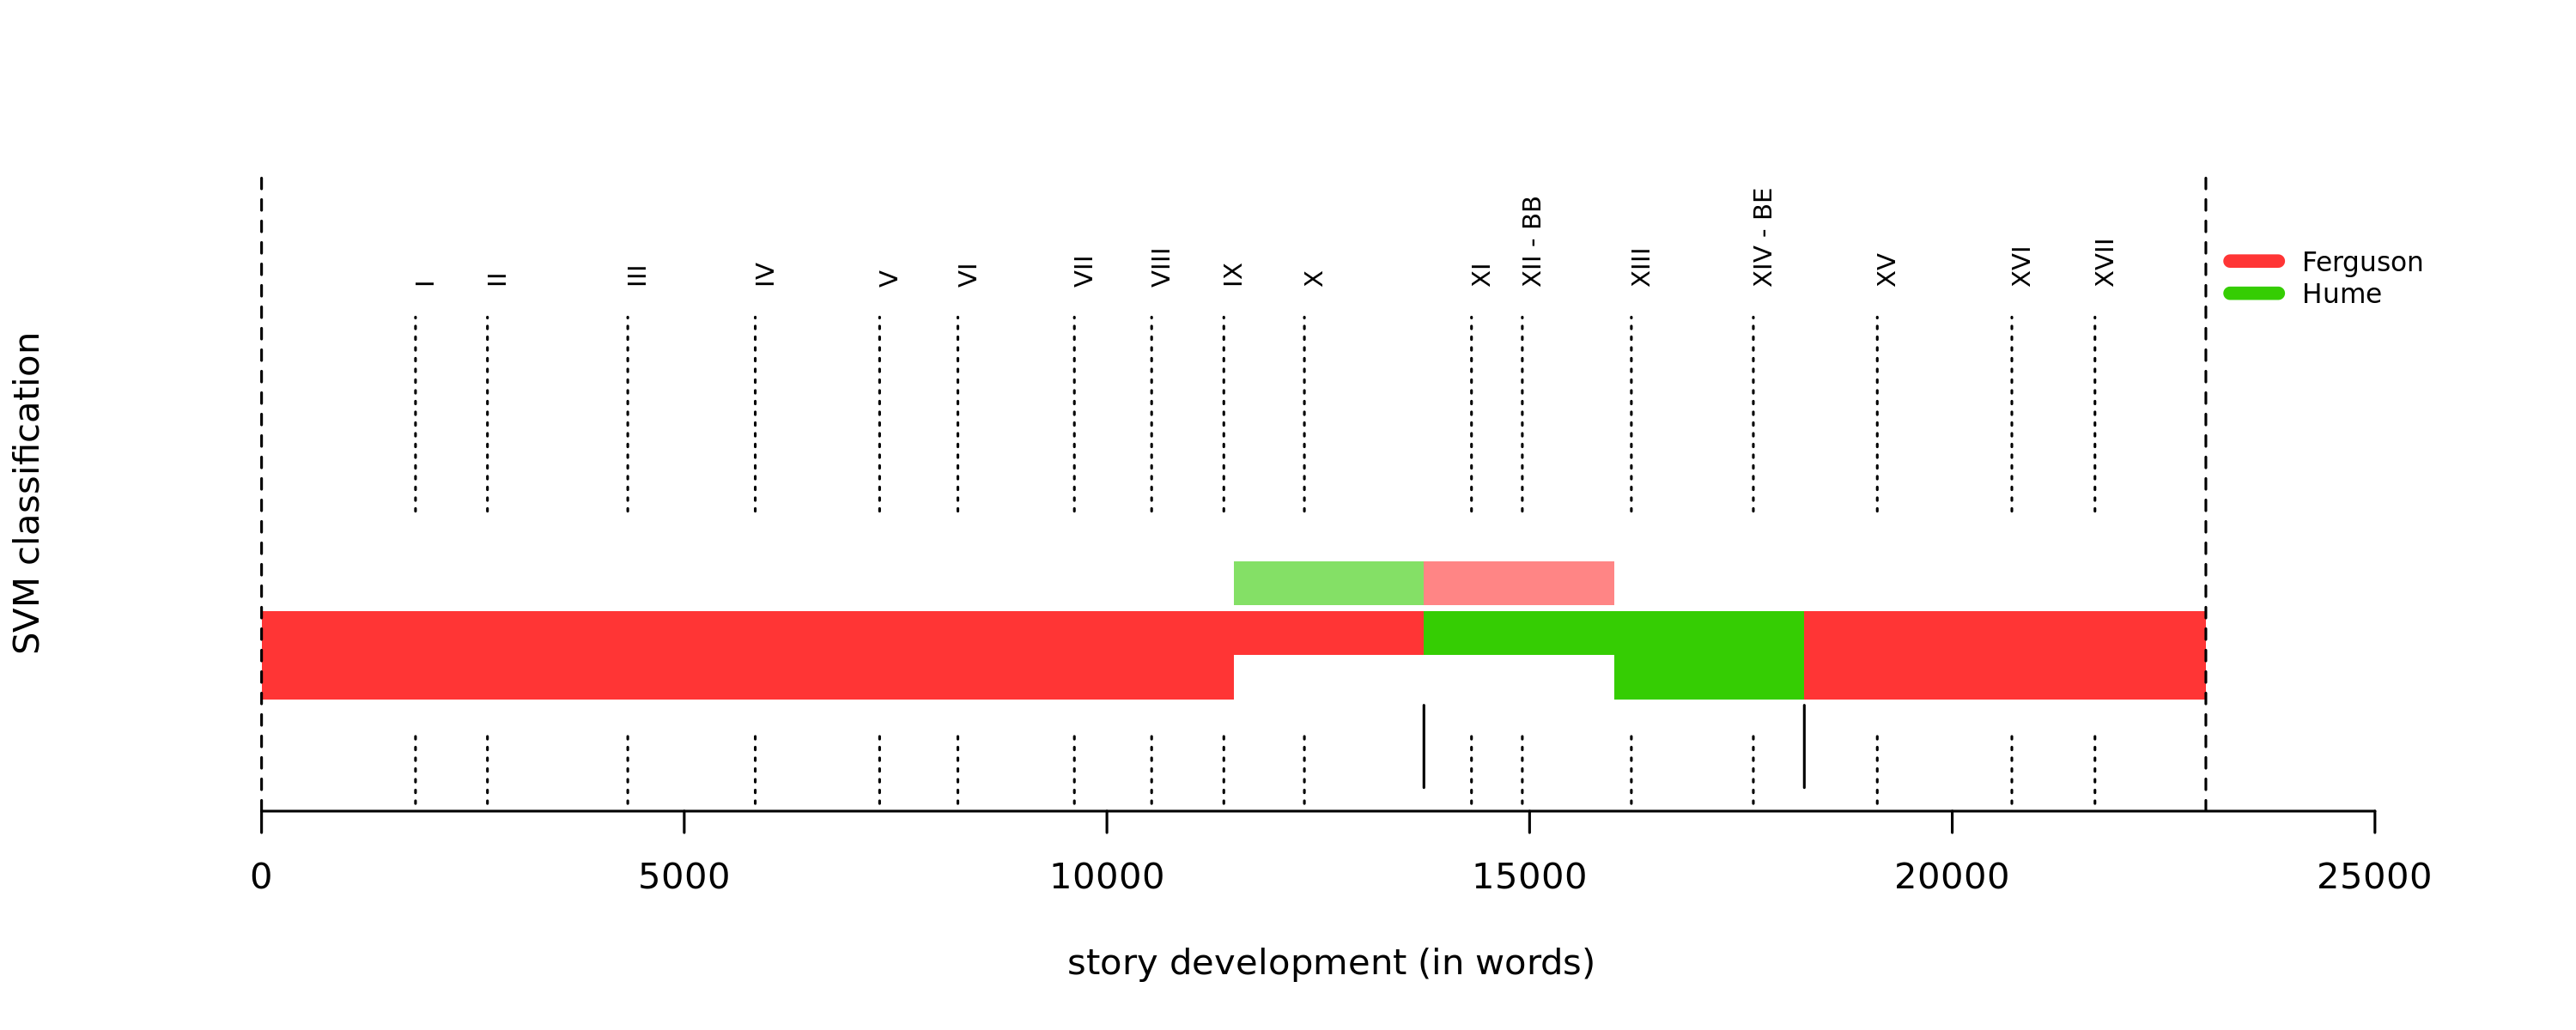 I
II
III
IV
V
VI
VII
VIII
IX
X
XI
XII - BB
XIII
XIV - BE
XV
XVI
XVII
Ferguson
Hume
SVM classification
0
5000
10000
15000
20000
25000
story development (in words)